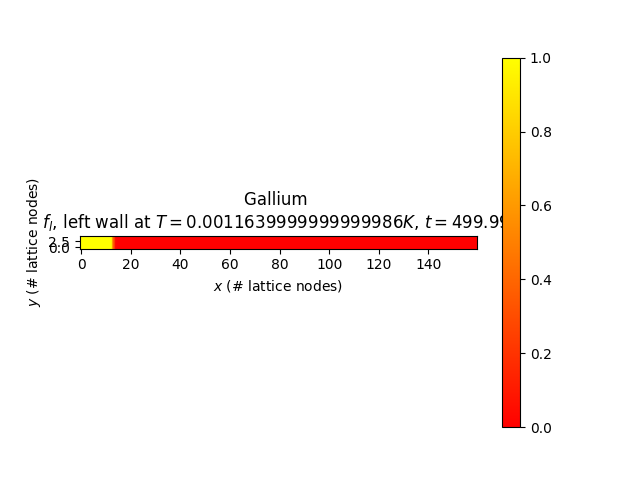 Gallium
f_l, left wall at T = 0.0011639999999999986K, t = 499.99
y (# lattice nodes)
2.5
0.0
0 20 40 60 80 100 120 140
x (# lattice nodes)
1.0
0.8
0.6
0.4
0.2
0.0